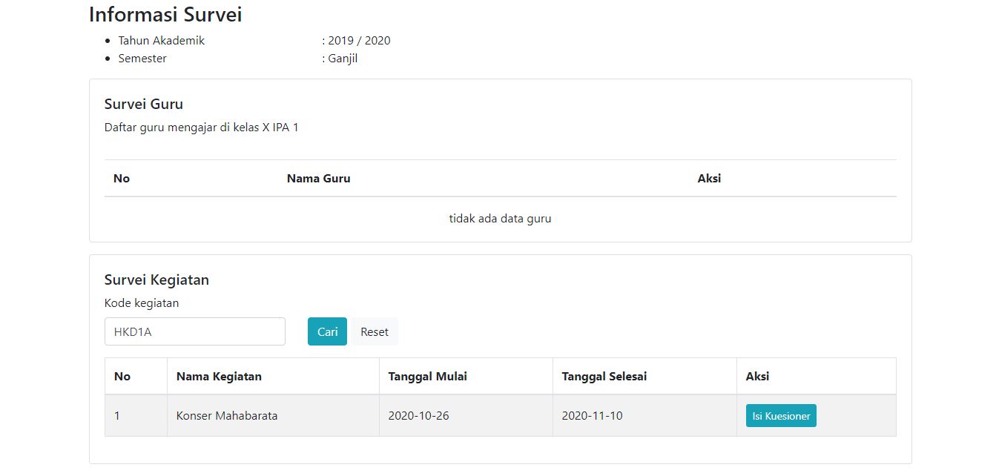 Informasi Survei
Tahun Akademik : 2019 / 2020
Semester : Ganjil
Survei Guru
Daftar guru mengajar di kelas X IPA 1
No Nama Guru Aksi
tidak ada data guru
Survei Kegiatan
Kode kegiatan
HKD1A Cari Reset
No Nama Kegiatan Tanggal Mulai Tanggal Selesai Aksi
1 Konser Mahabarata 2020-10-26 2020-11-10 Isi Kuesioner